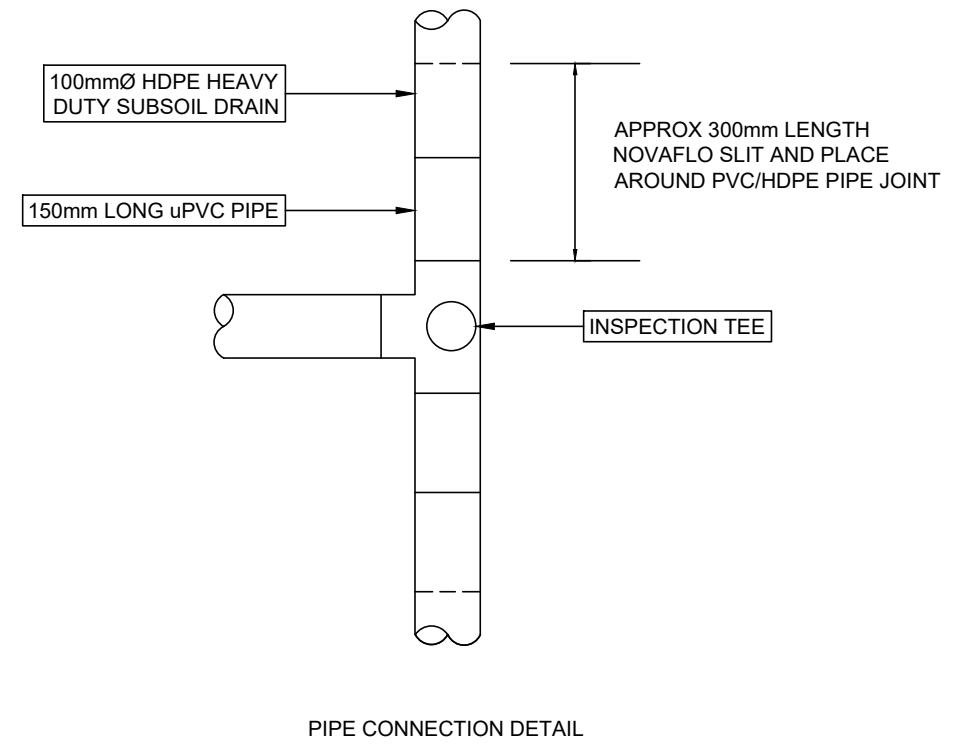 100mmØ HDPE HEAVY
DUTY SUBSOIL DRAIN
APPROX 300mm LENGTH
NOVAFLO SLIT AND PLACE
AROUND PVC/HDPE PIPE JOINT
150mm LONG uPVC PIPE
INSPECTION TEE
PIPE CONNECTION DETAIL